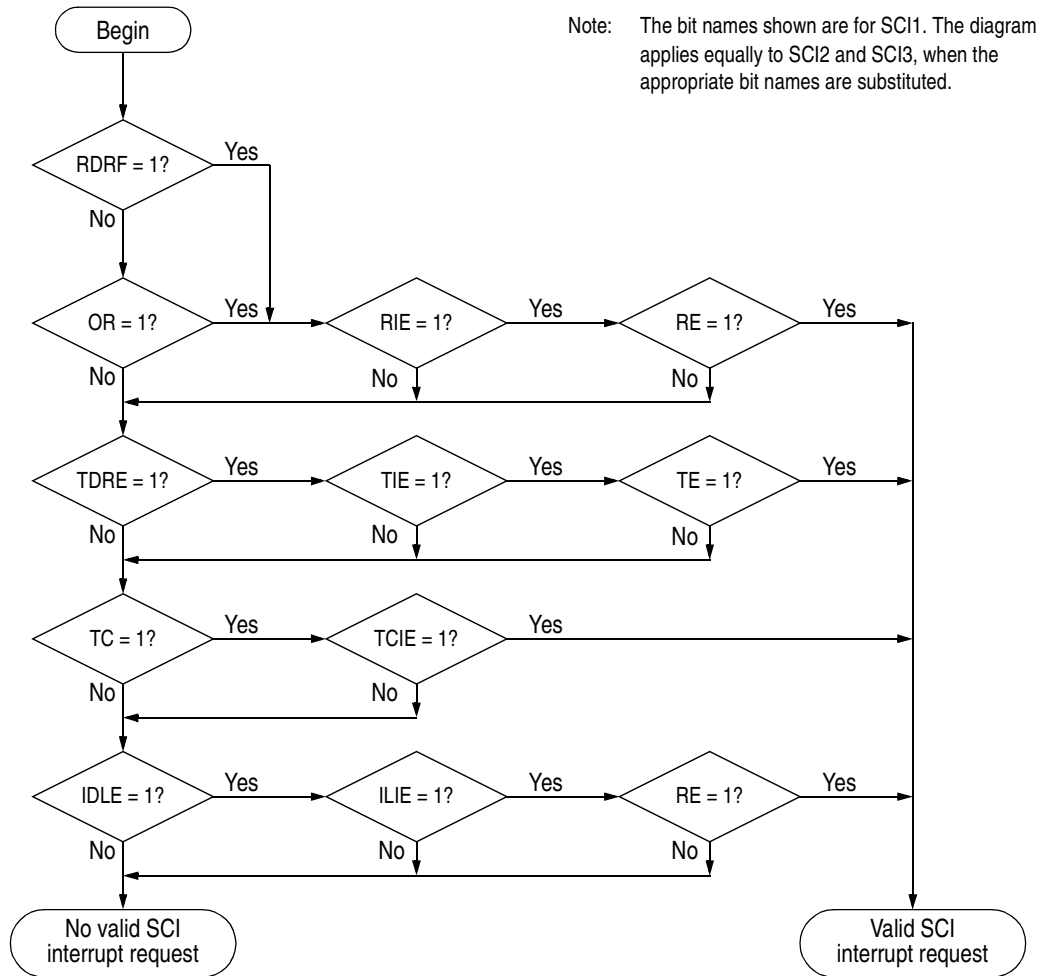 Begin
Note: The bit names shown are for SCI1. The diagram
applies equally to SCI2 and SCI3, when the
appropriate bit names are substituted.
RDRF = 1?
Yes
No
OR = 1?
Yes
RIE = 1?
Yes
RE = 1?
Yes
No
No
No
TDRE = 1?
Yes
TIE = 1?
Yes
TE = 1?
Yes
No
No
No
TC = 1?
Yes
TCIE = 1?
Yes
No
No
IDLE = 1?
Yes
ILIE = 1?
Yes
RE = 1?
Yes
No
No
No
No valid SCI
interrupt request
Valid SCI
interrupt request